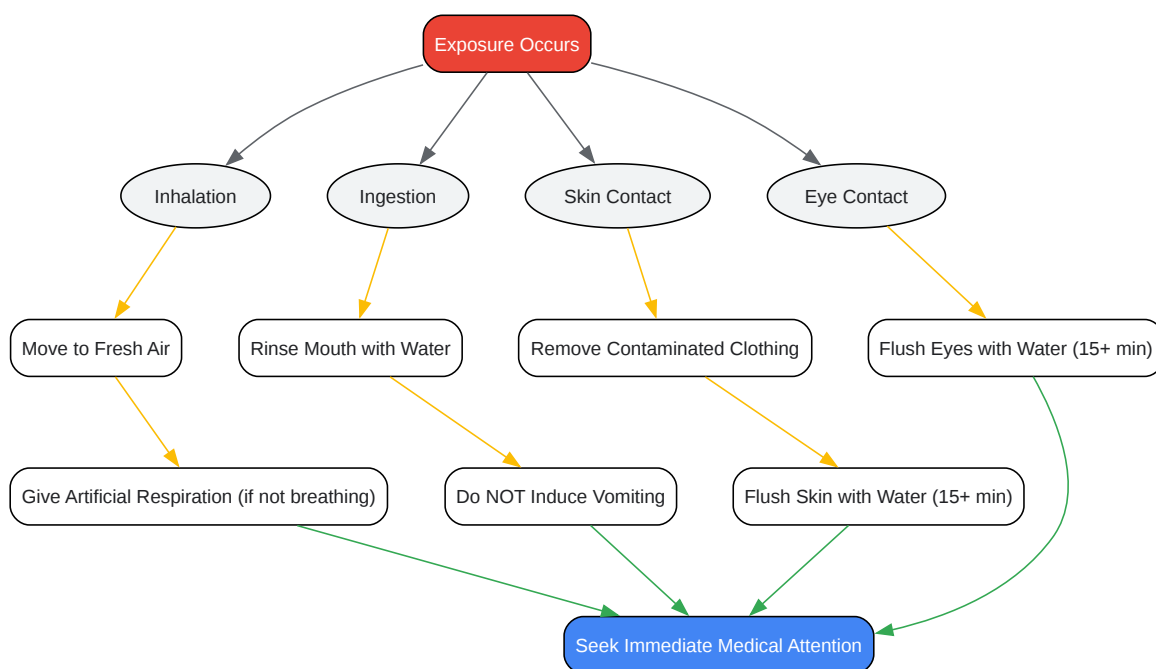 Exposure Occurs
Inhalation
Ingestion
Skin Contact
Eye Contact
Move to Fresh Air
Rinse Mouth with Water
Remove Contaminated Clothing
Flush Eyes with Water (15+ min)
Give Artificial Respiration (if not breathing)
Do NOT Induce Vomiting
Flush Skin with Water (15+ min)
Seek Immediate Medical Attention